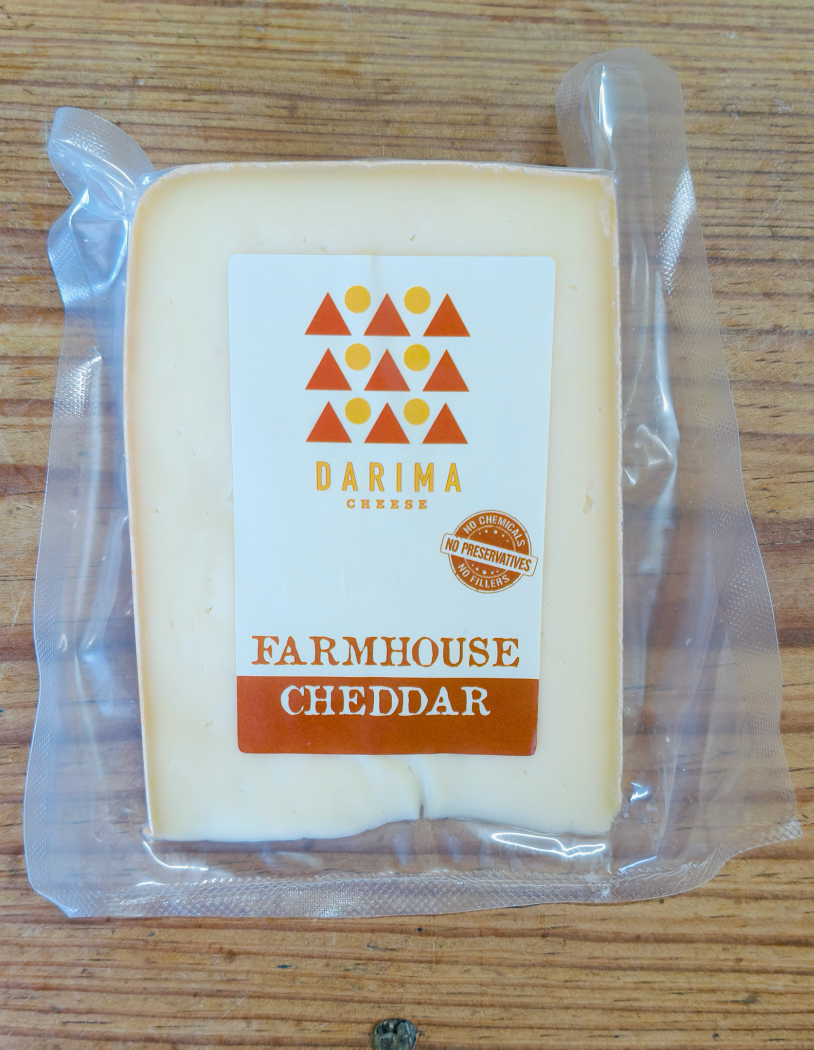 DARIMA
CHEESE
NO CHEMICALS
NO PRESERVATIVES
NO FILLERS
FARMHOUSE
CHEDDAR